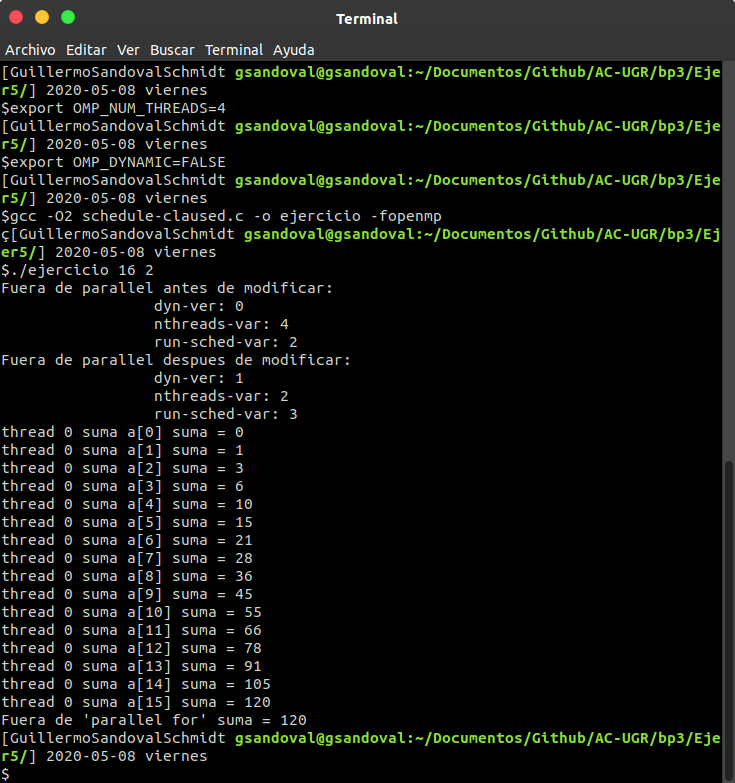 Terminal
Archivo Editar Ver Buscar Terminal Ayuda
[GuillermoSandovalSchmidt gsandoval@gsandoval:~/Documentos/Github/AC-UGR/bp3/Eje
r5/] 2020-05-08 viernes
$export OMP_NUM_THREADS=4
[GuillermoSandovalSchmidt gsandoval@gsandoval:~/Documentos/Github/AC-UGR/bp3/Eje
r5/] 2020-05-08 viernes
$export OMP_DYNAMIC=FALSE
[GuillermoSandovalSchmidt gsandoval@gsandoval:~/Documentos/Github/AC-UGR/bp3/Eje
r5/] 2020-05-08 viernes
$gcc -O2 schedule-claused.c -o ejercicio -fopenmp
ç[GuillermoSandovalSchmidt gsandoval@gsandoval:~/Documentos/Github/AC-UGR/bp3/Ej
er5/] 2020-05-08 viernes
$./ejercicio 16 2
Fuera de parallel antes de modificar:
dyn-ver: 0
nthreads-var: 4
run-sched-var: 2
Fuera de parallel despues de modificar:
dyn-ver: 1
nthreads-var: 2
run-sched-var: 3
thread 0 suma a[0] suma = 0
thread 0 suma a[1] suma = 1
thread 0 suma a[2] suma = 3
thread 0 suma a[3] suma = 6
thread 0 suma a[4] suma = 10
thread 0 suma a[5] suma = 15
thread 0 suma a[6] suma = 21
thread 0 suma a[7] suma = 28
thread 0 suma a[8] suma = 36
thread 0 suma a[9] suma = 45
thread 0 suma a[10] suma = 55
thread 0 suma a[11] suma = 66
thread 0 suma a[12] suma = 78
thread 0 suma a[13] suma = 91
thread 0 suma a[14] suma = 105
thread 0 suma a[15] suma = 120
Fuera de 'parallel for' suma = 120
[GuillermoSandovalSchmidt gsandoval@gsandoval:~/Documentos/Github/AC-UGR/bp3/Eje
r5/] 2020-05-08 viernes
$